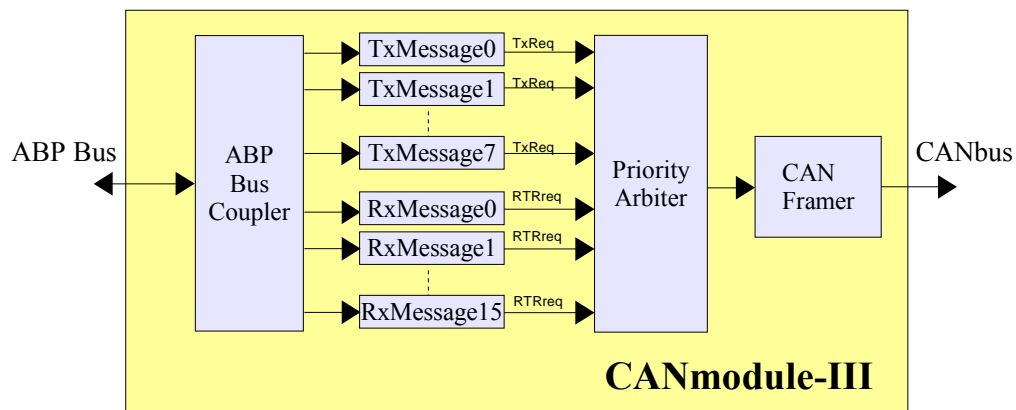 TxMessage0
TxReq
TxMessage1
TxReq
TxMessage7
TxReq
RxMessage0
RTRreq
RxMessage1
RTRreq
RxMessage15
RTRreq
ABP Bus
ABP
Bus
Coupler
Priority
Arbiter
CAN
Framer
CANbus
CANmodule-III